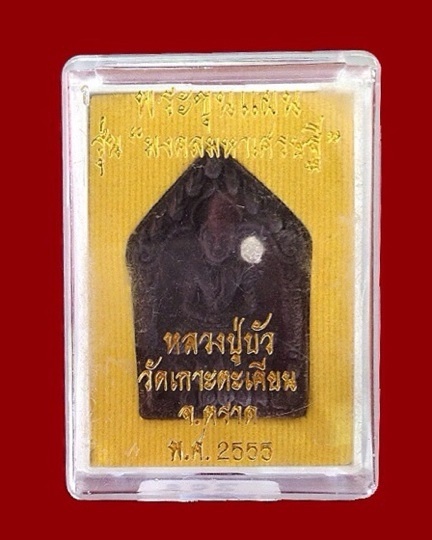 พระขุนแผน
รุ่น "มงคลมหาเศรษฐี"
หลวงปู่บัว
วัดเกาะตะเคียน
จ.ตราด
พ.ศ. 2555